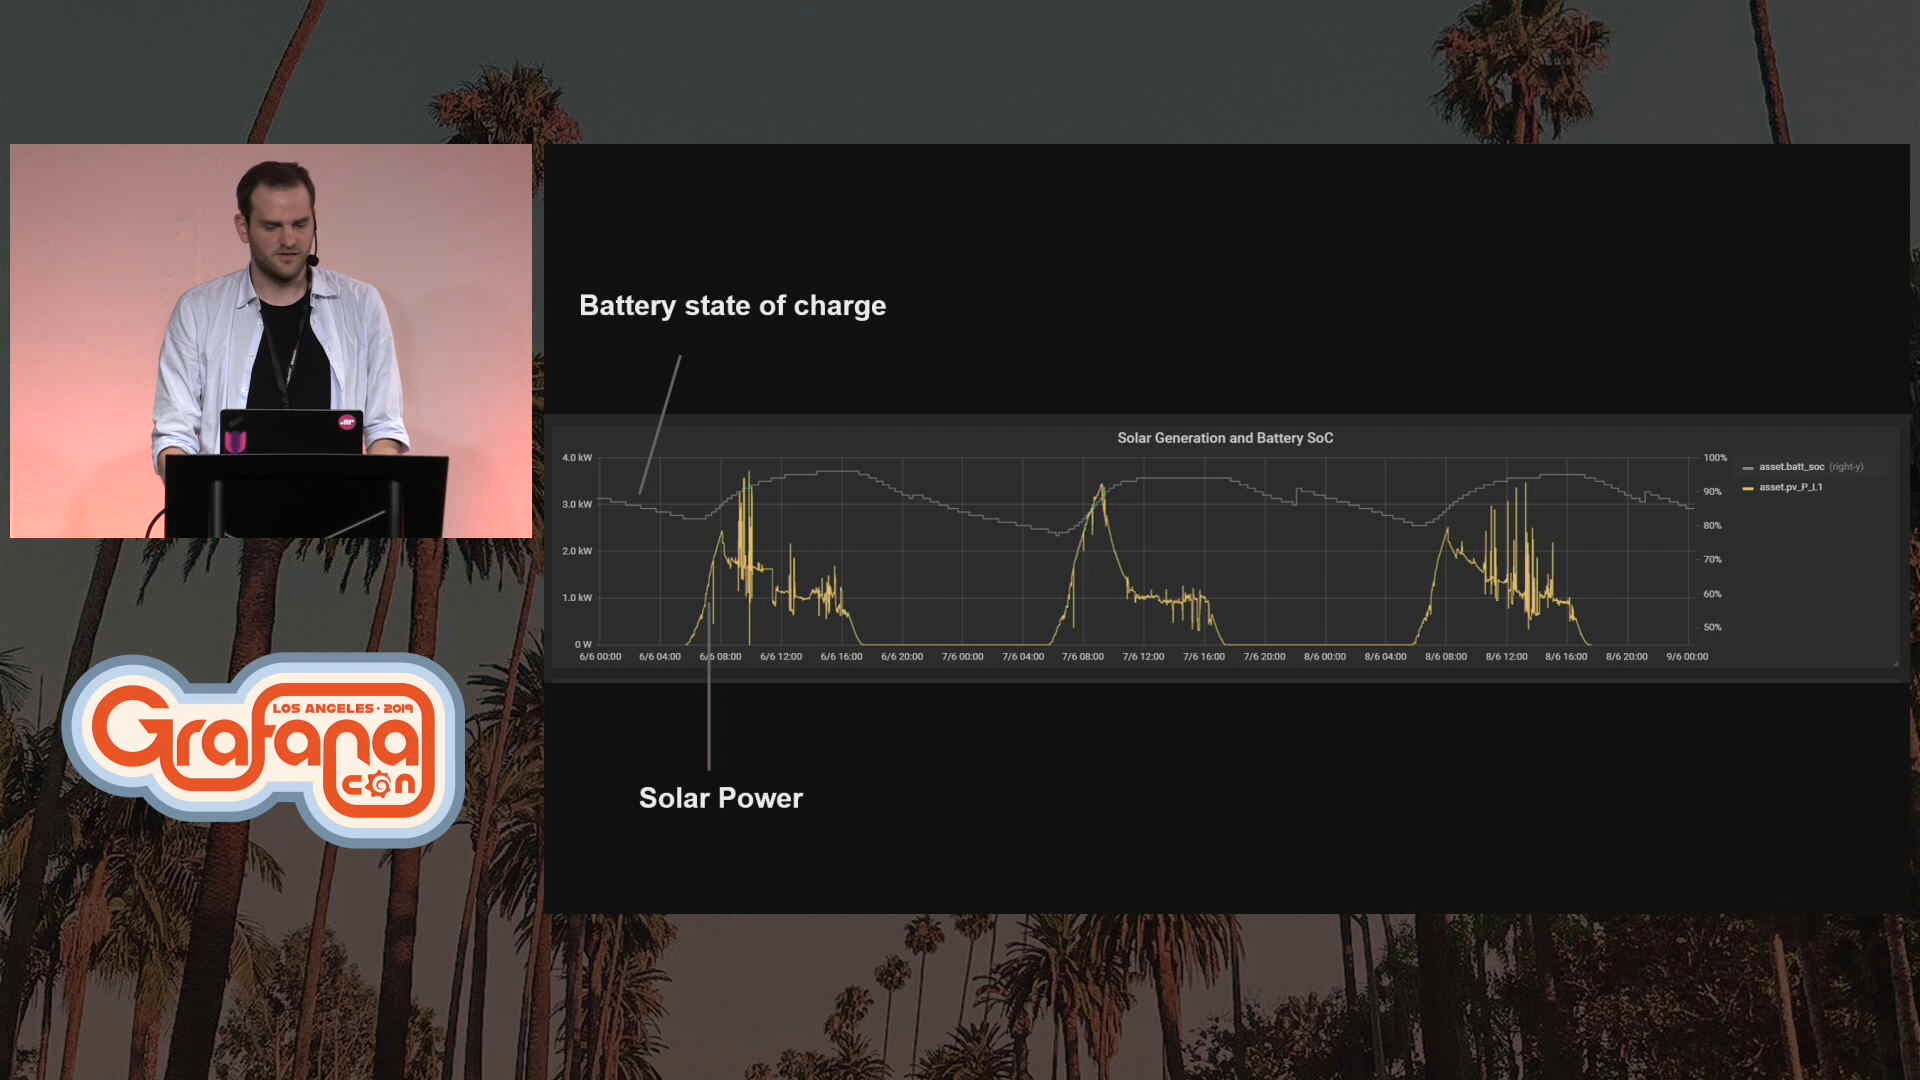 Battery state of charge
Solar Generation and Battery SoC
4.0 kW
3.0 kW
2.0 kW
1.0 kW
0 W
100%
90%
80%
70%
60%
50%
asset.batt_soc (right-y)
asset.pv_P_L1
6/6 00:00 6/6 04:00 6/6 08:00 6/6 12:00 6/6 16:00 6/6 20:00 7/6 00:00 7/6 04:00 7/6 08:00 7/6 12:00 7/6 16:00 7/6 20:00 8/6 00:00 8/6 04:00 8/6 08:00 8/6 12:00 8/6 16:00 8/6 20:00 9/6 00:00
Solar Power
LOS ANGELES · 2019
Grafana
con